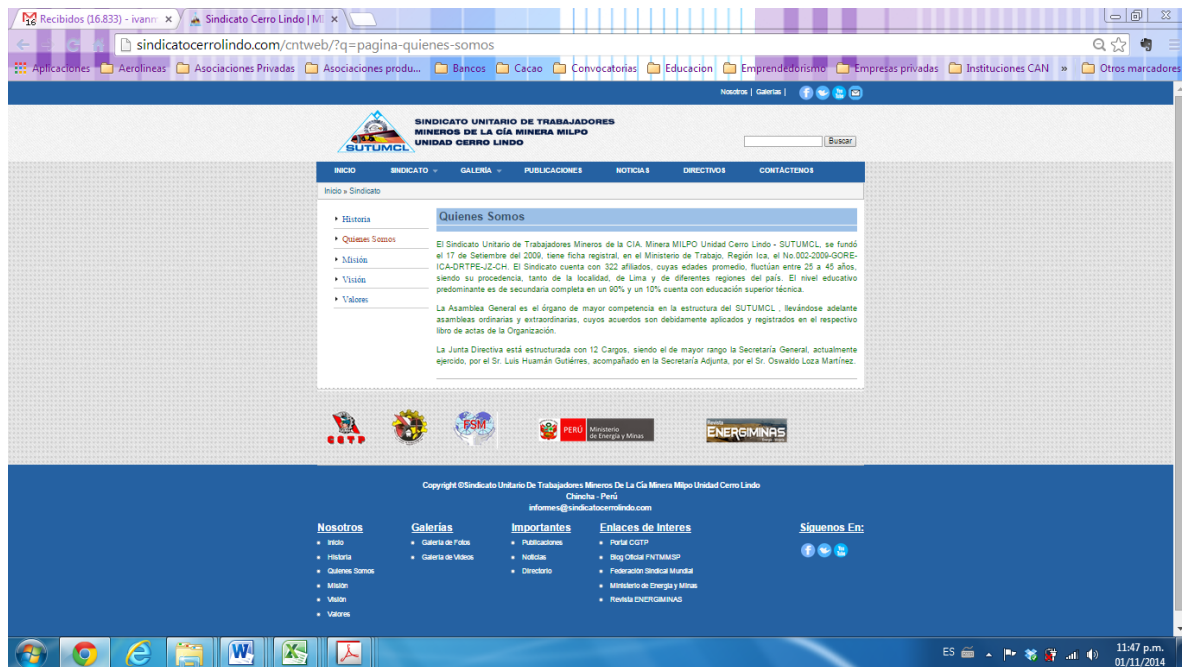 Recibidos (16.833) - ivanm
Sindicato Cerro Lindo | MI
sindicatocerrolindo.com/cntweb/?q=pagina-quienes-somos
Aplicaciones Aerolineas Asociaciones Privadas Asociaciones produ... Bancos Cacao Convocatorias Educacion Emprendedorismo Empresas privadas Instituciones CAN » Otros marcadores
Nosotros | Galerias |
SINDICATO UNITARIO DE TRABAJADORES
MINEROS DE LA CÍA MINERA MILPO
UNIDAD CERRO LINDO
SUTUMCL
Buscar
INICIO SINDICATO GALERÍA PUBLICACIONES NOTICIAS DIRECTIVOS CONTÁCTENOS
Inicio » Sindicato
Historia
Quienes Somos
Misión
Visión
Valores
Quienes Somos
El Sindicato Unitario de Trabajadores Mineros de la CIA. Minera MILPO Unidad Cerro Lindo - SUTUMCL, se fundó
el 17 de Setiembre del 2009, tiene ficha registral, en el Ministerio de Trabajo, Región Ica, el No.002-2009-GORE-
ICA-DRTPE-JZ-CH. El Sindicato cuenta con 322 afiliados, cuyas edades promedio, fluctúan entre 25 a 45 años,
siendo su procedencia, tanto de la localidad, de Lima y de diferentes regiones del país. El nivel educativo
predominante es de secundaria completa en un 90% y un 10% cuenta con educación superior técnica.
La Asamblea General es el órgano de mayor competencia en la estructura del SUTUMCL , llevándose adelante
asambleas ordinarias y extraordinarias, cuyos acuerdos son debidamente aplicados y registrados en el respectivo
libro de actas de la Organización.
La Junta Directiva está estructurada con 12 Cargos, siendo el de mayor rango la Secretaría General, actualmente
ejercido, por el Sr. Luis Huamán Gutiérres, acompañado en la Secretaría Adjunta, por el Sr. Oswaldo Loza Martínez.
CGTP
FSM
PERÚ Ministerio
de Energía y Minas
Revista
ENERGIMINAS
Copyright ©Sindicato Unitario De Trabajadores Mineros De La Cía Minera Milpo Unidad Cerro Lindo
Chincha - Perú
informes@sindicatocerrolindo.com
Nosotros
Inicio
Historia
Quienes Somos
Misión
Visión
Valores
Galerías
Galería de Fotos
Galería de Videos
Importantes
Publicaciones
Noticias
Directorio
Enlaces de Interes
Portal CGTP
Blog Oficial FNTMMSP
Federación Sindical Mundial
Ministerio de Energía y Minas
Revista ENERGIMINAS
Síguenos En:
ES
11:47 p.m.
01/11/2014